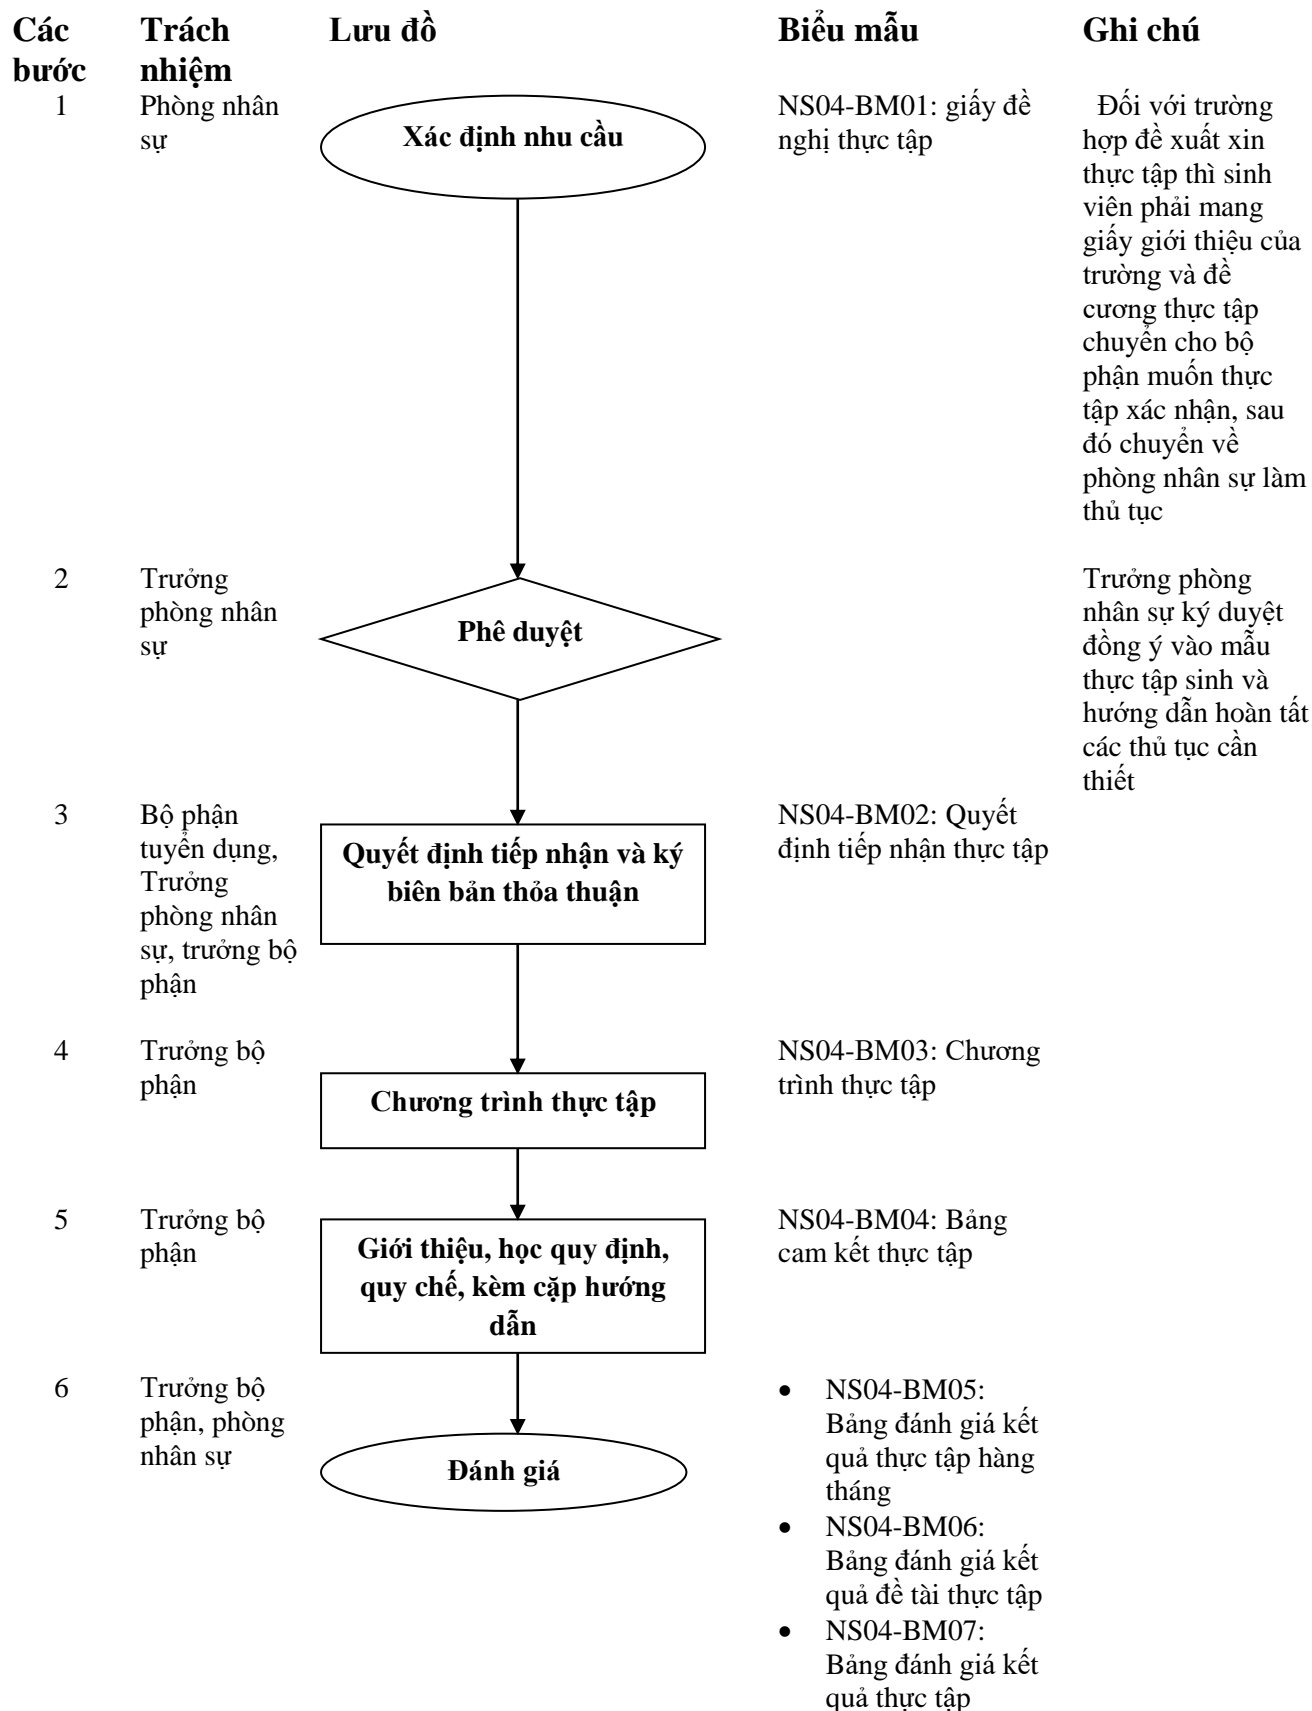 Các bước
Trách nhiệm
Lưu đồ
Biểu mẫu
Ghi chú
1
Phòng nhân
sự
Xác định nhu cầu
NS04-BM01: giấy đề
nghị thực tập
Đối với trường
hợp đề xuất xin
thực tập thì sinh
viên phải mang
giấy giới thiệu của
trường và đề
cương thực tập
chuyển cho bộ
phận muốn thực
tập xác nhận, sau
đó chuyển về
phòng nhân sự làm
thủ tục
2
Trưởng
phòng nhân
sự
Phê duyệt
Trưởng phòng
nhân sự ký duyệt
đồng ý vào mẫu
thực tập sinh và
hướng dẫn hoàn tất
các thủ tục cần
thiết
3
Bộ phận
tuyển dụng,
Trưởng
phòng nhân
sự, trưởng bộ
phận
Quyết định tiếp nhận và ký
biên bản thỏa thuận
NS04-BM02: Quyết
định tiếp nhận thực tập
4
Trưởng bộ
phận
Chương trình thực tập
NS04-BM03: Chương
trình thực tập
5
Trưởng bộ
phận
Giới thiệu, học quy định,
quy chế, kèm cặp hướng
dẫn
NS04-BM04: Bảng
cam kết thực tập
6
Trưởng bộ
phận, phòng
nhân sự
Đánh giá
• NS04-BM05:
Bảng đánh giá kết
quả thực tập hàng
tháng
• NS04-BM06:
Bảng đánh giá kết
quả đề tài thực tập
• NS04-BM07:
Bảng đánh giá kết
quả thực tập